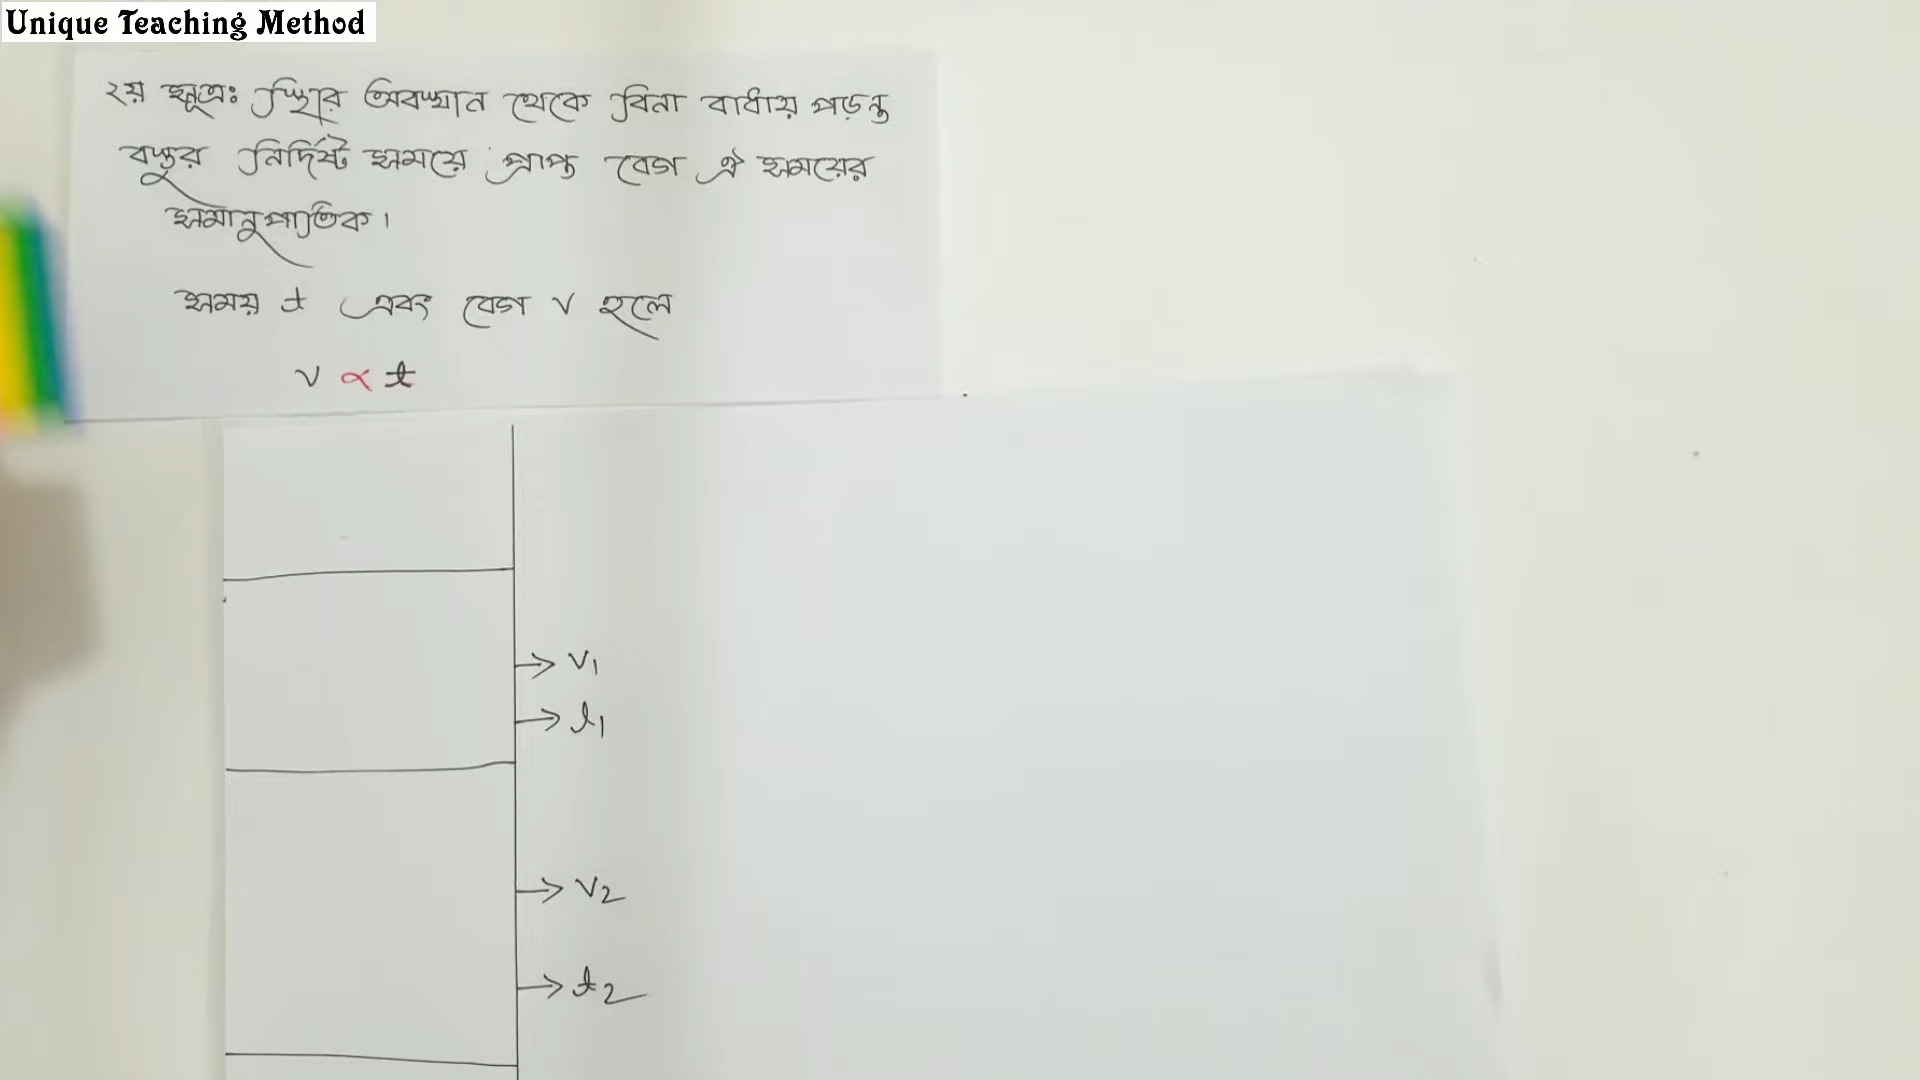 Unique Teaching Method
২য় সূত্রঃ স্থির অবস্থান থেকে বিনা বাধায় পড়ন্ত
বস্তুর নির্দিষ্ট সময়ে প্রাপ্ত বেগ ঐ সময়ের
সমানুপাতিক।
সময় t এবং বেগ v হলে
v ∝ t
→ v₁
→ t₁
→ v₂
→ t₂